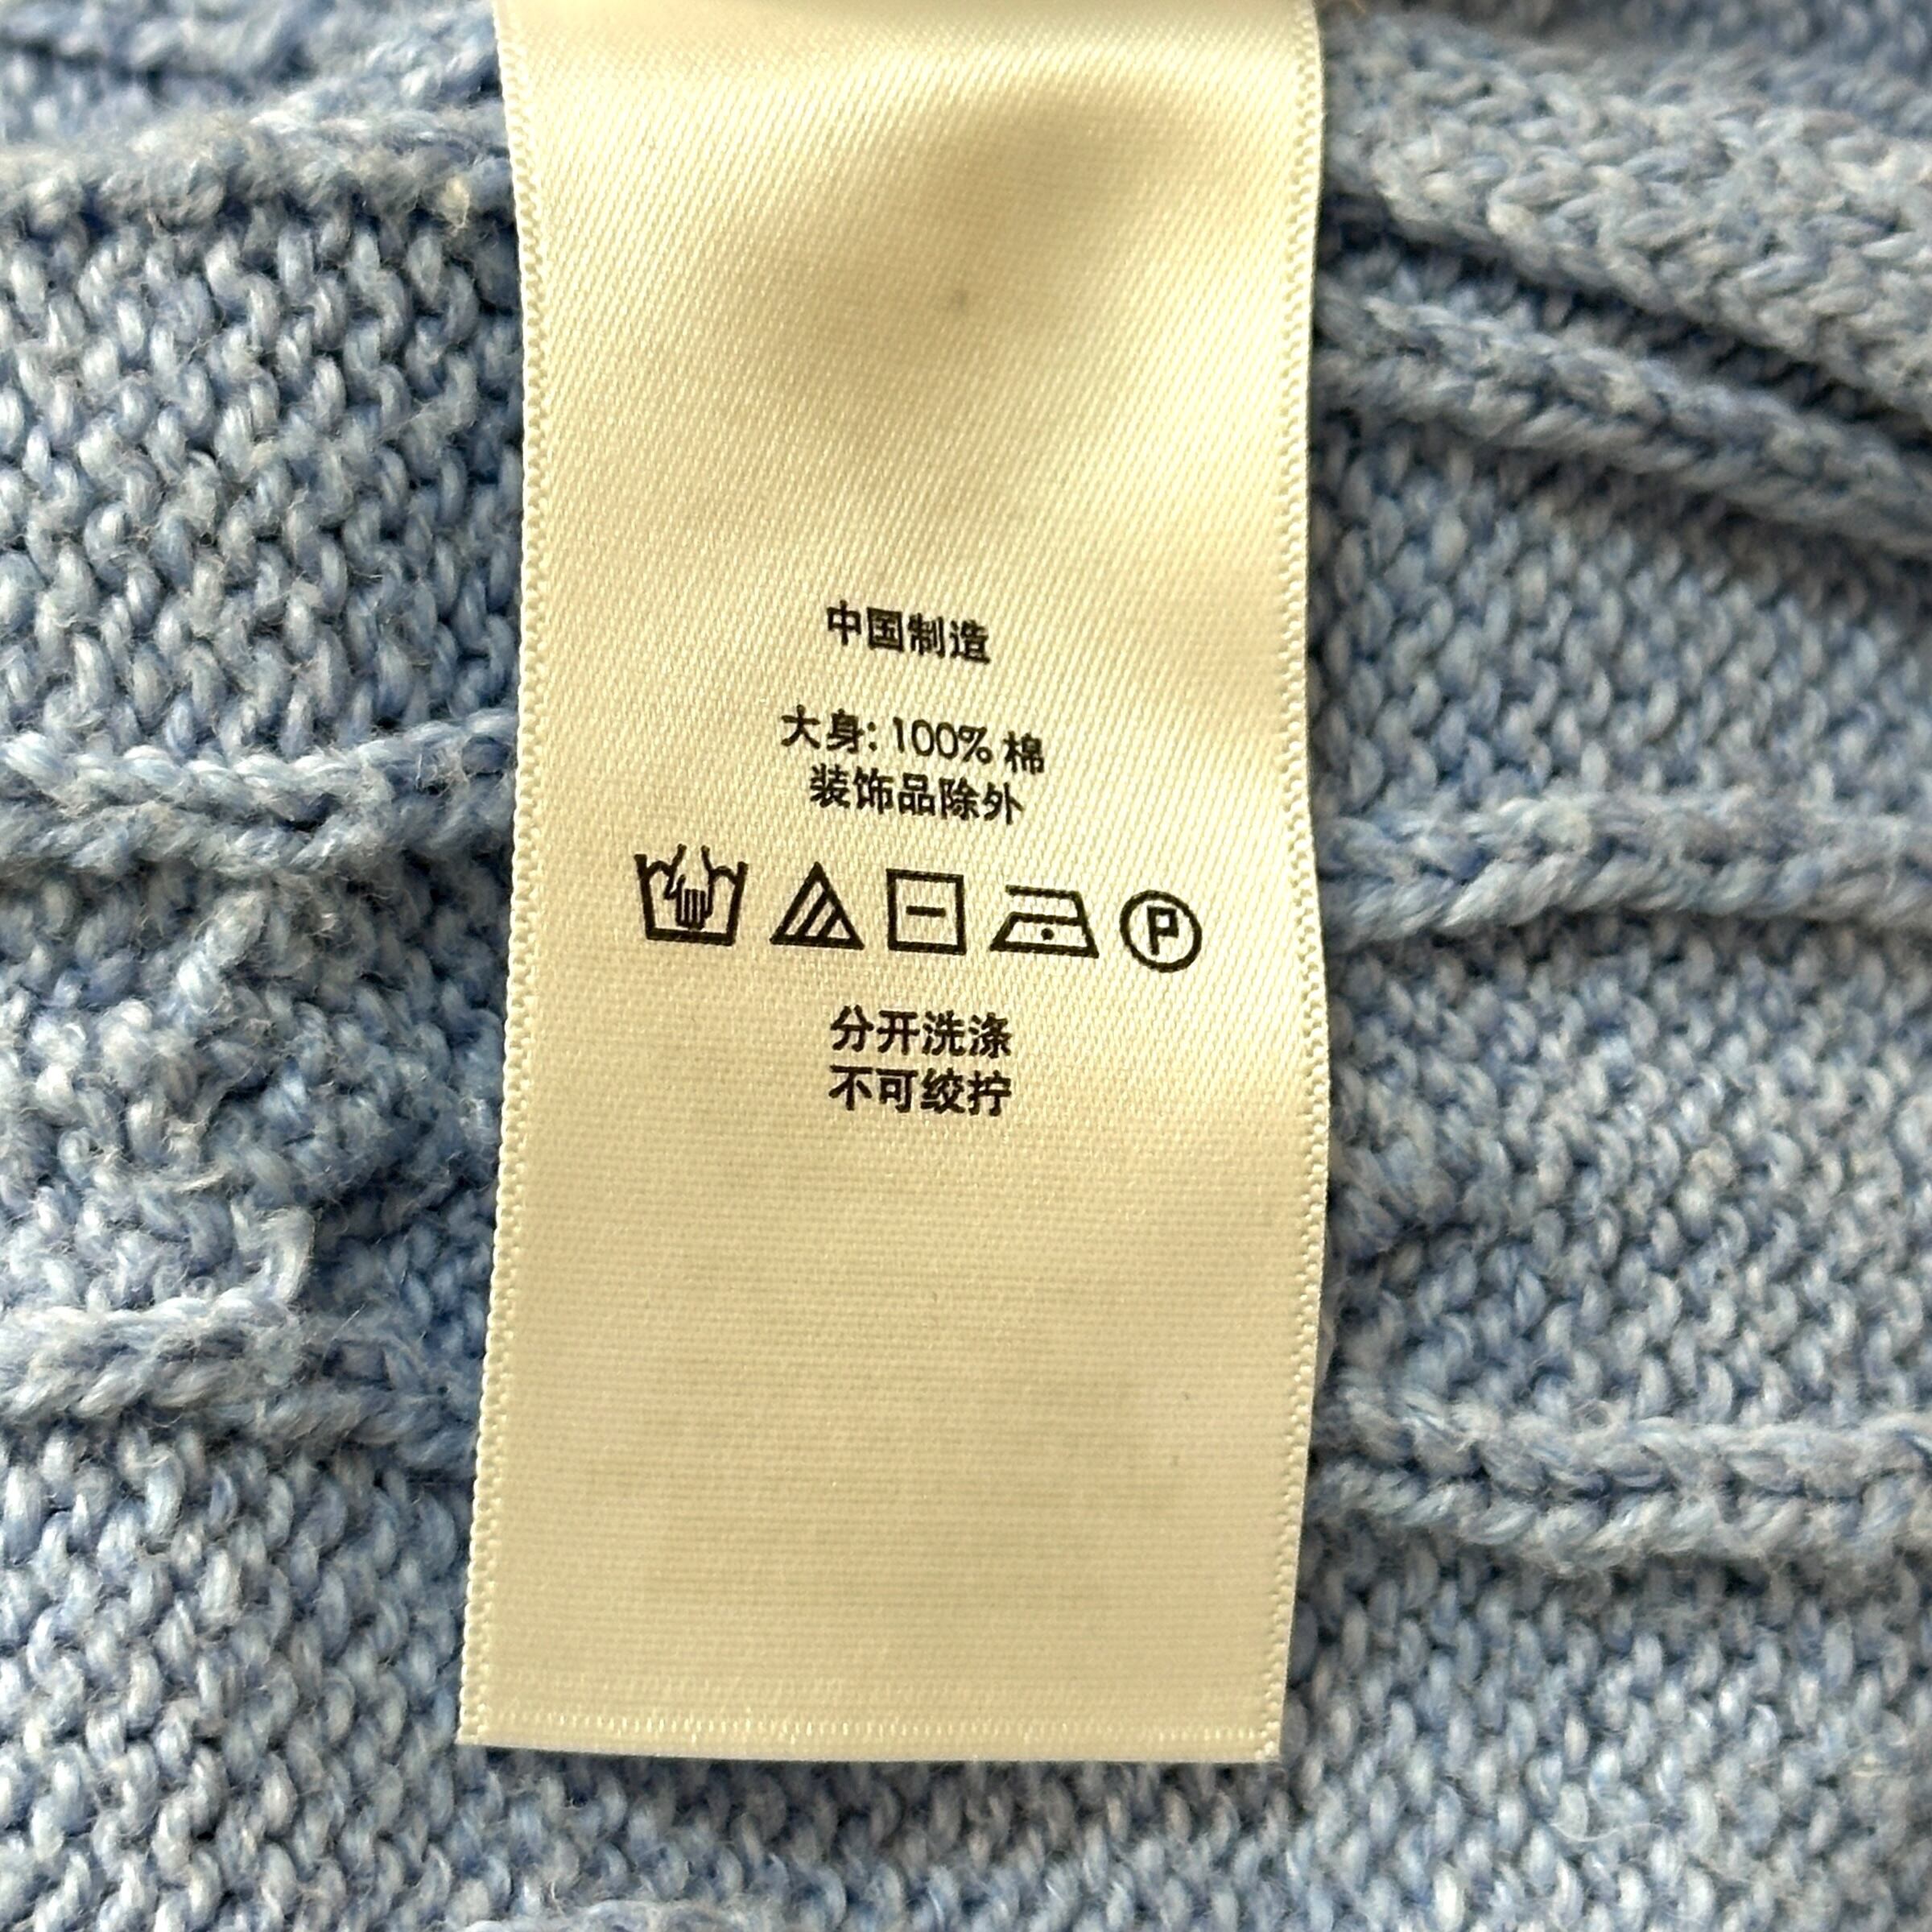 中国制造
大身: 100% 棉
装饰品除外
P
分开洗涤
不可绞拧